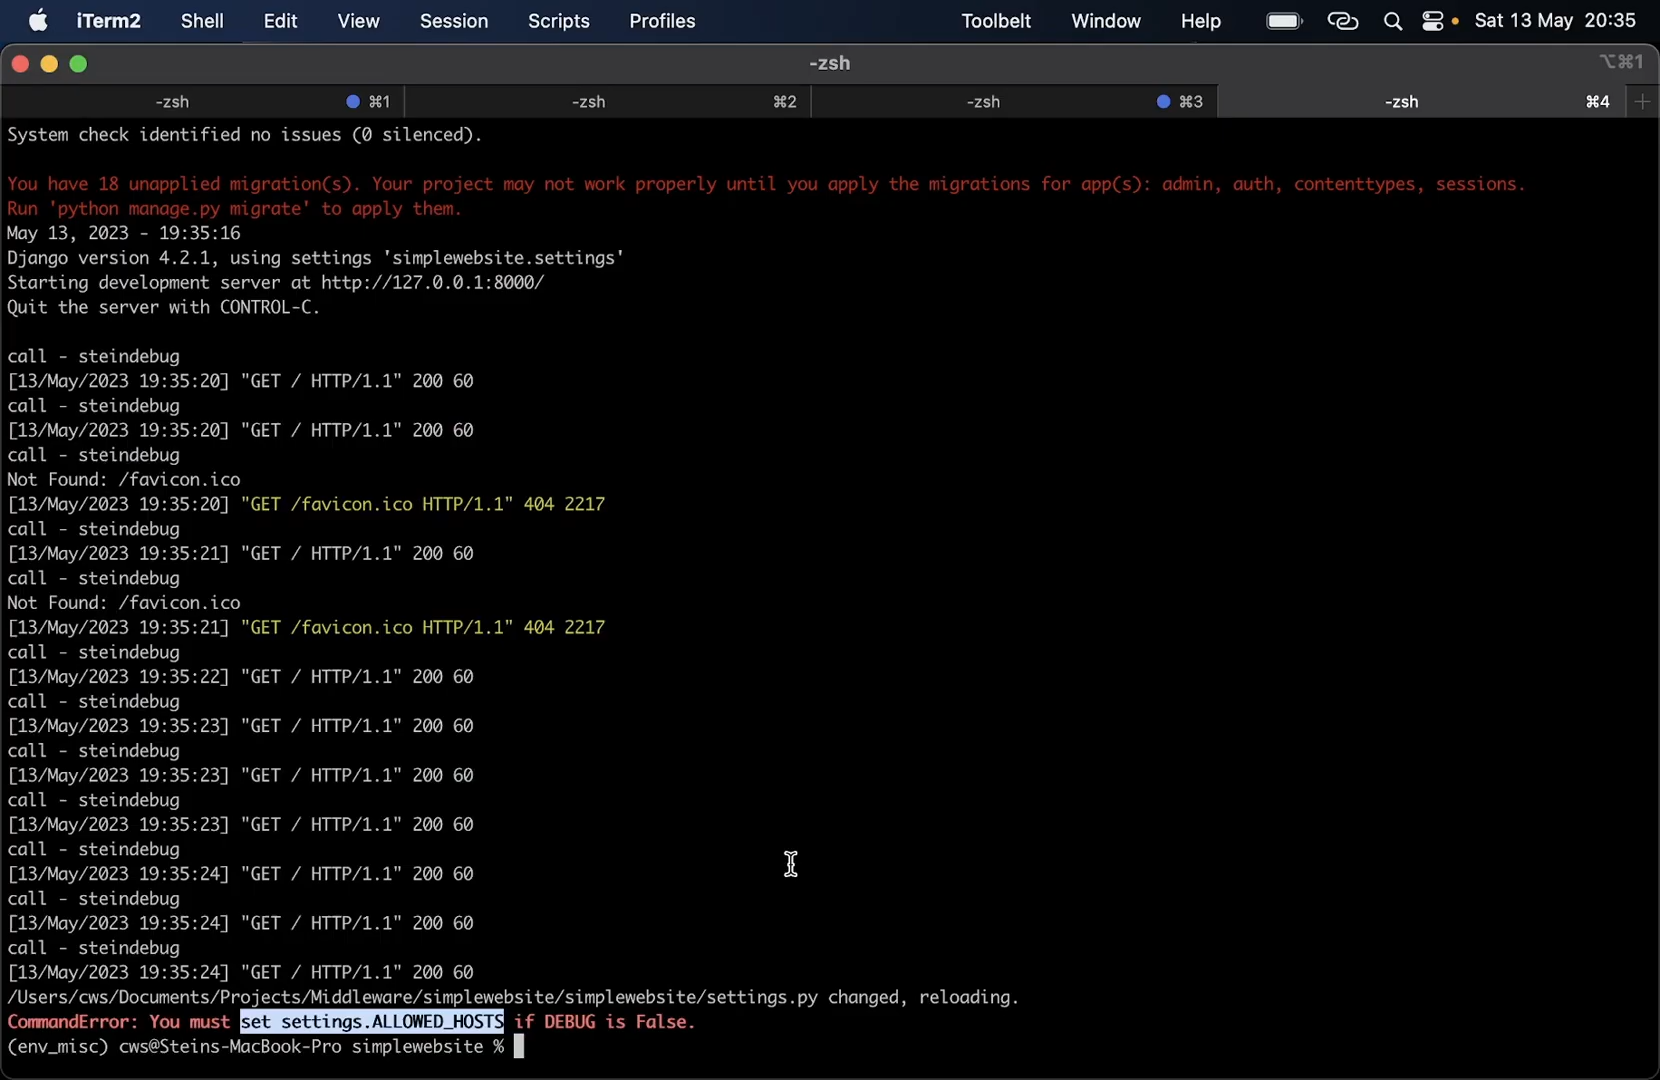 iTerm2 Shell Edit View Session Scripts Profiles Toolbelt Window Help Sat 13 May 20:35
-zsh ⌥⌘1
-zsh ⌘1 -zsh ⌘2 -zsh ⌘3 -zsh ⌘4 +
System check identified no issues (0 silenced).
You have 18 unapplied migration(s). Your project may not work properly until you apply the migrations for app(s): admin, auth, contenttypes, sessions.
Run 'python manage.py migrate' to apply them.
May 13, 2023 - 19:35:16
Django version 4.2.1, using settings 'simplewebsite.settings'
Starting development server at http://127.0.0.1:8000/
Quit the server with CONTROL-C.
call - steindebug
[13/May/2023 19:35:20] "GET / HTTP/1.1" 200 60
call - steindebug
[13/May/2023 19:35:20] "GET / HTTP/1.1" 200 60
call - steindebug
Not Found: /favicon.ico
[13/May/2023 19:35:20] "GET /favicon.ico HTTP/1.1" 404 2217
call - steindebug
[13/May/2023 19:35:21] "GET / HTTP/1.1" 200 60
call - steindebug
Not Found: /favicon.ico
[13/May/2023 19:35:21] "GET /favicon.ico HTTP/1.1" 404 2217
call - steindebug
[13/May/2023 19:35:22] "GET / HTTP/1.1" 200 60
call - steindebug
[13/May/2023 19:35:23] "GET / HTTP/1.1" 200 60
call - steindebug
[13/May/2023 19:35:23] "GET / HTTP/1.1" 200 60
call - steindebug
[13/May/2023 19:35:23] "GET / HTTP/1.1" 200 60
call - steindebug
[13/May/2023 19:35:24] "GET / HTTP/1.1" 200 60
call - steindebug
[13/May/2023 19:35:24] "GET / HTTP/1.1" 200 60
call - steindebug
[13/May/2023 19:35:24] "GET / HTTP/1.1" 200 60
/Users/cws/Documents/Projects/Middleware/simplewebsite/simplewebsite/settings.py changed, reloading.
CommandError: You must set settings.ALLOWED_HOSTS if DEBUG is False.
(env_misc) cws@Steins-MacBook-Pro simplewebsite %